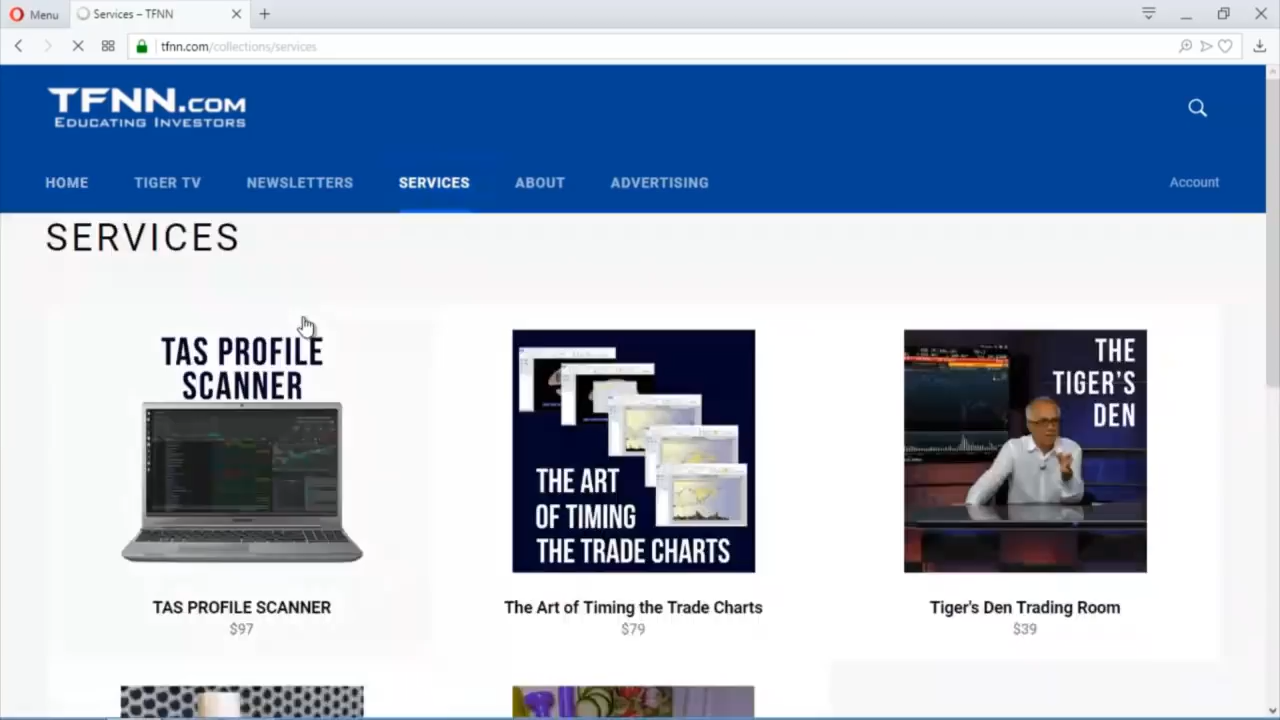 Menu
Services – TFNN
tfnn.com/collections/services
TFNN.COM
EDUCATING INVESTORS
HOME
TIGER TV
NEWSLETTERS
SERVICES
ABOUT
ADVERTISING
Account
SERVICES
TAS PROFILE
SCANNER
THE ART
OF TIMING
THE TRADE CHARTS
THE
TIGER'S
DEN
TAS PROFILE SCANNER
$97
The Art of Timing the Trade Charts
$79
Tiger's Den Trading Room
$39